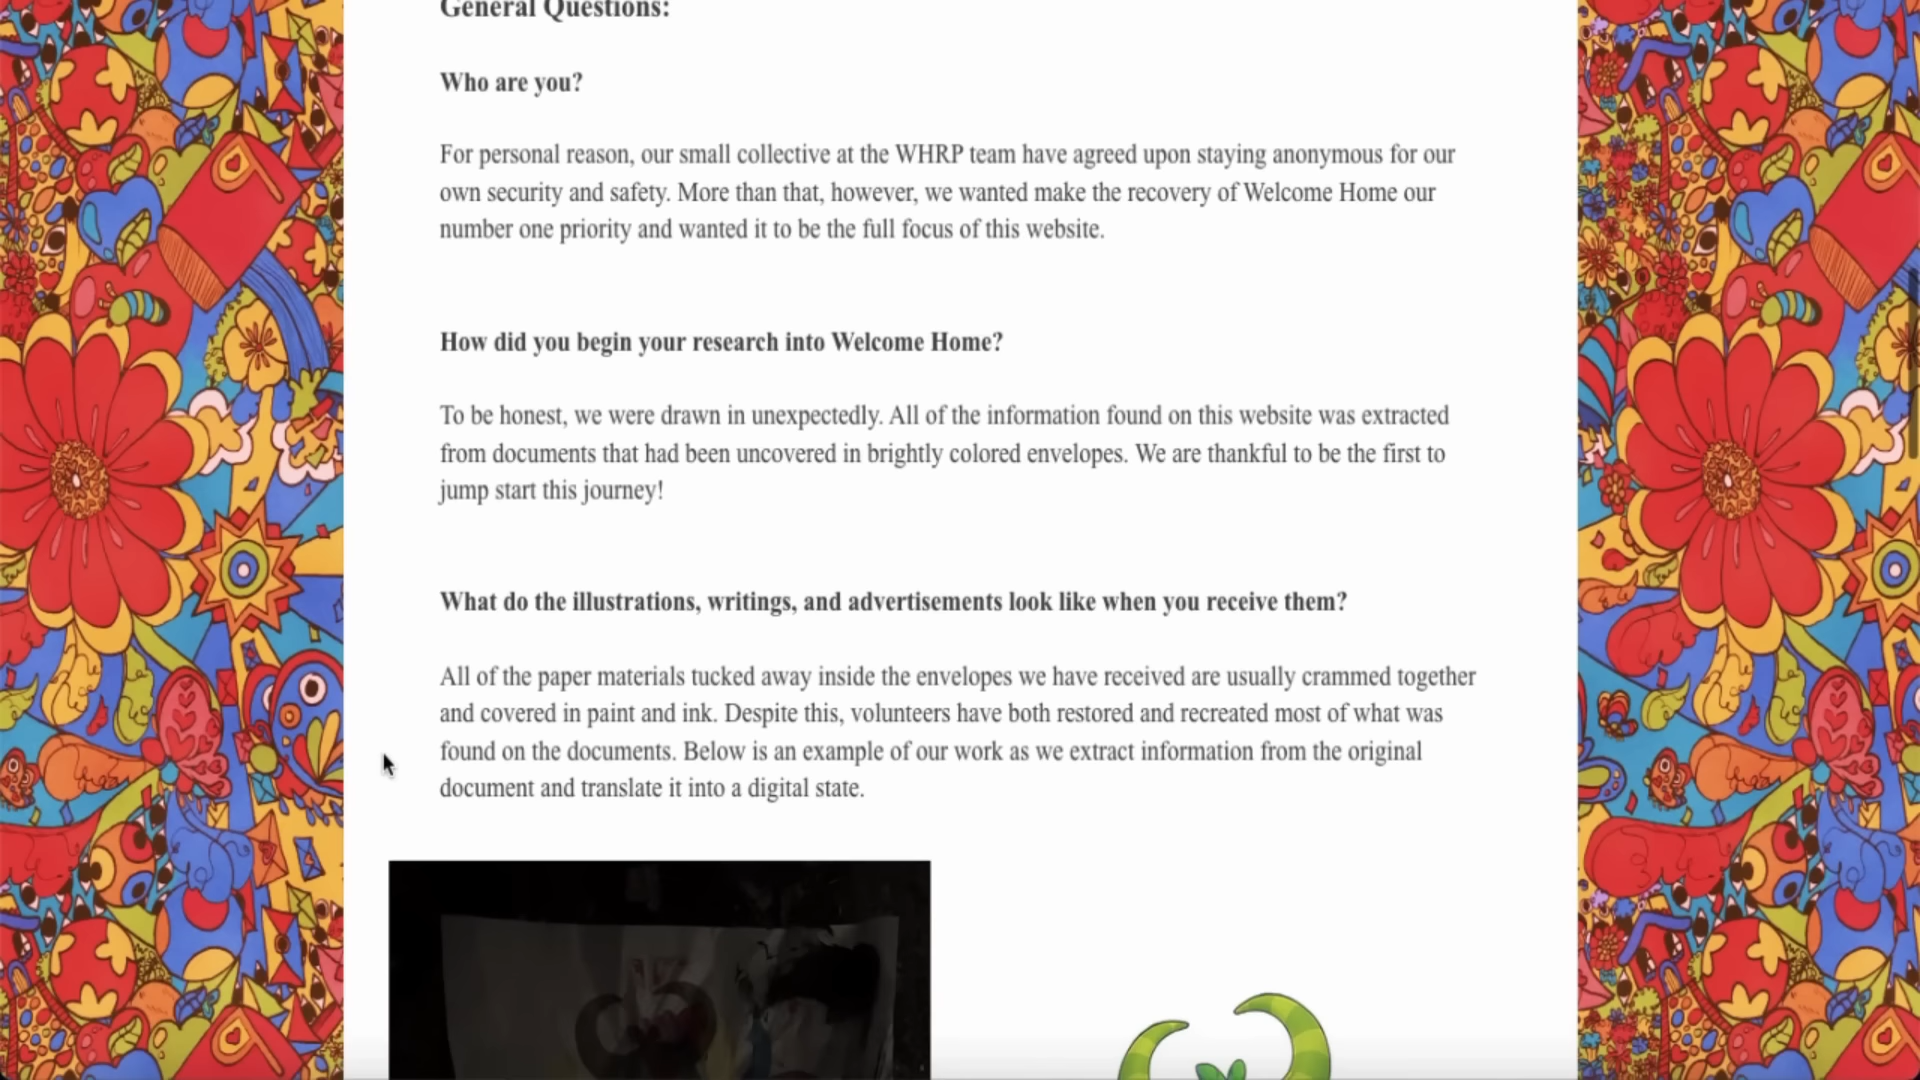 General Questions:
Who are you?
For personal reason, our small collective at the WHRP team have agreed upon staying anonymous for our
own security and safety. More than that, however, we wanted make the recovery of Welcome Home our
number one priority and wanted it to be the full focus of this website.
How did you begin your research into Welcome Home?
To be honest, we were drawn in unexpectedly. All of the information found on this website was extracted
from documents that had been uncovered in brightly colored envelopes. We are thankful to be the first to
jump start this journey!
What do the illustrations, writings, and advertisements look like when you receive them?
All of the paper materials tucked away inside the envelopes we have received are usually crammed together
and covered in paint and ink. Despite this, volunteers have both restored and recreated most of what was
found on the documents. Below is an example of our work as we extract information from the original
document and translate it into a digital state.